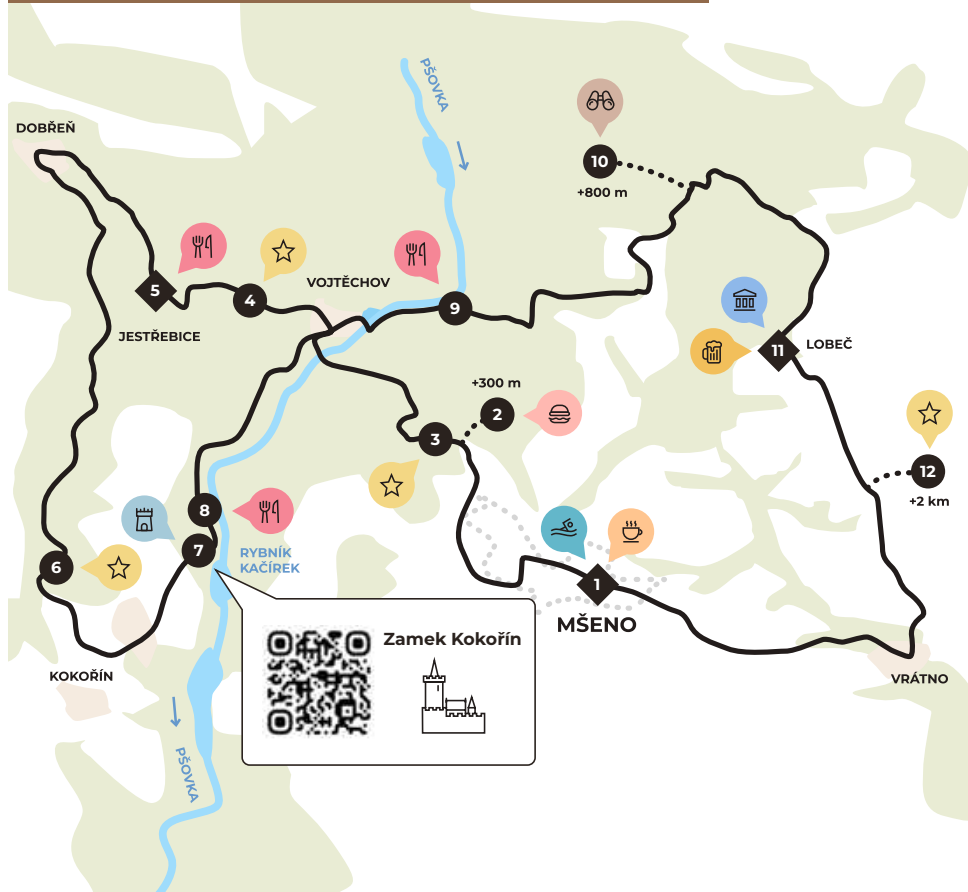 PŠOVKA
DOBŘEŇ
10
+800 m
5
4
VOJTĚCHOV
9
JESTŘEBICE
11
LOBEČ
+300 m
2
3
12
+2 km
8
7
RYBNÍK
KAČÍREK
6
1
MŠENO
Zamek Kokořín
KOKOŘÍN
VRÁTNO
PŠOVKA